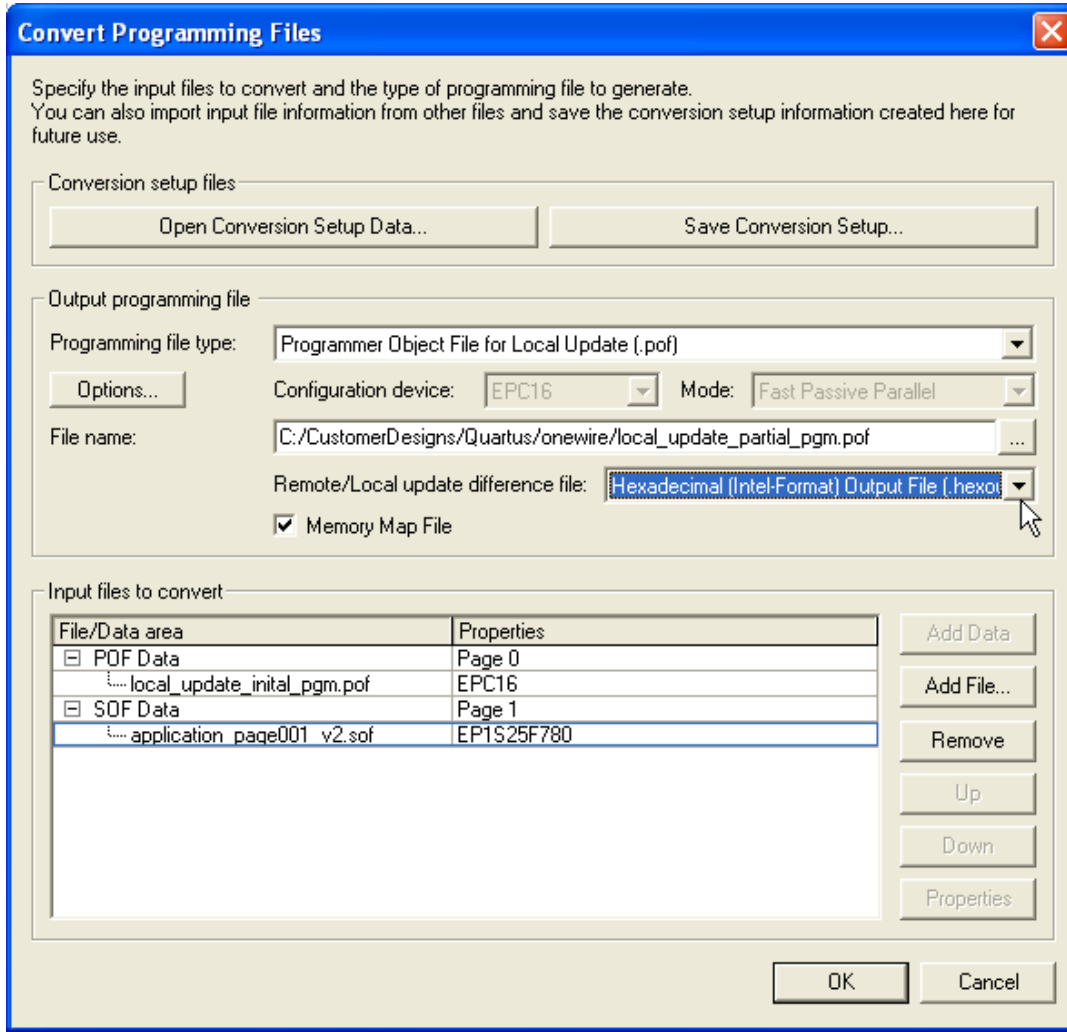 Convert Programming Files
Specify the input files to convert and the type of programming file to generate.
You can also import input file information from other files and save the conversion setup information created here for
future use.
Conversion setup files
Open Conversion Setup Data...
Save Conversion Setup...
Output programming file
Programming file type:
Programmer Object File for Local Update (.pof)
Options...
Configuration device:
EPC16
Mode:
Fast Passive Parallel
File name:
C:/CustomerDesigns/Quartus/onewire/local_update_partial_pgm.pof
...
Remote/Local update difference file:
Hexadecimal (Intel-Format) Output File (.hexou
Memory Map File
Input files to convert
File/Data area
Properties
POF Data
Page 0
local_update_inital_pgm.pof
EPC16
SOF Data
Page 1
application_page001_v2.sof
EP1S25F780
Add Data
Add File...
Remove
Up
Down
Properties
OK
Cancel